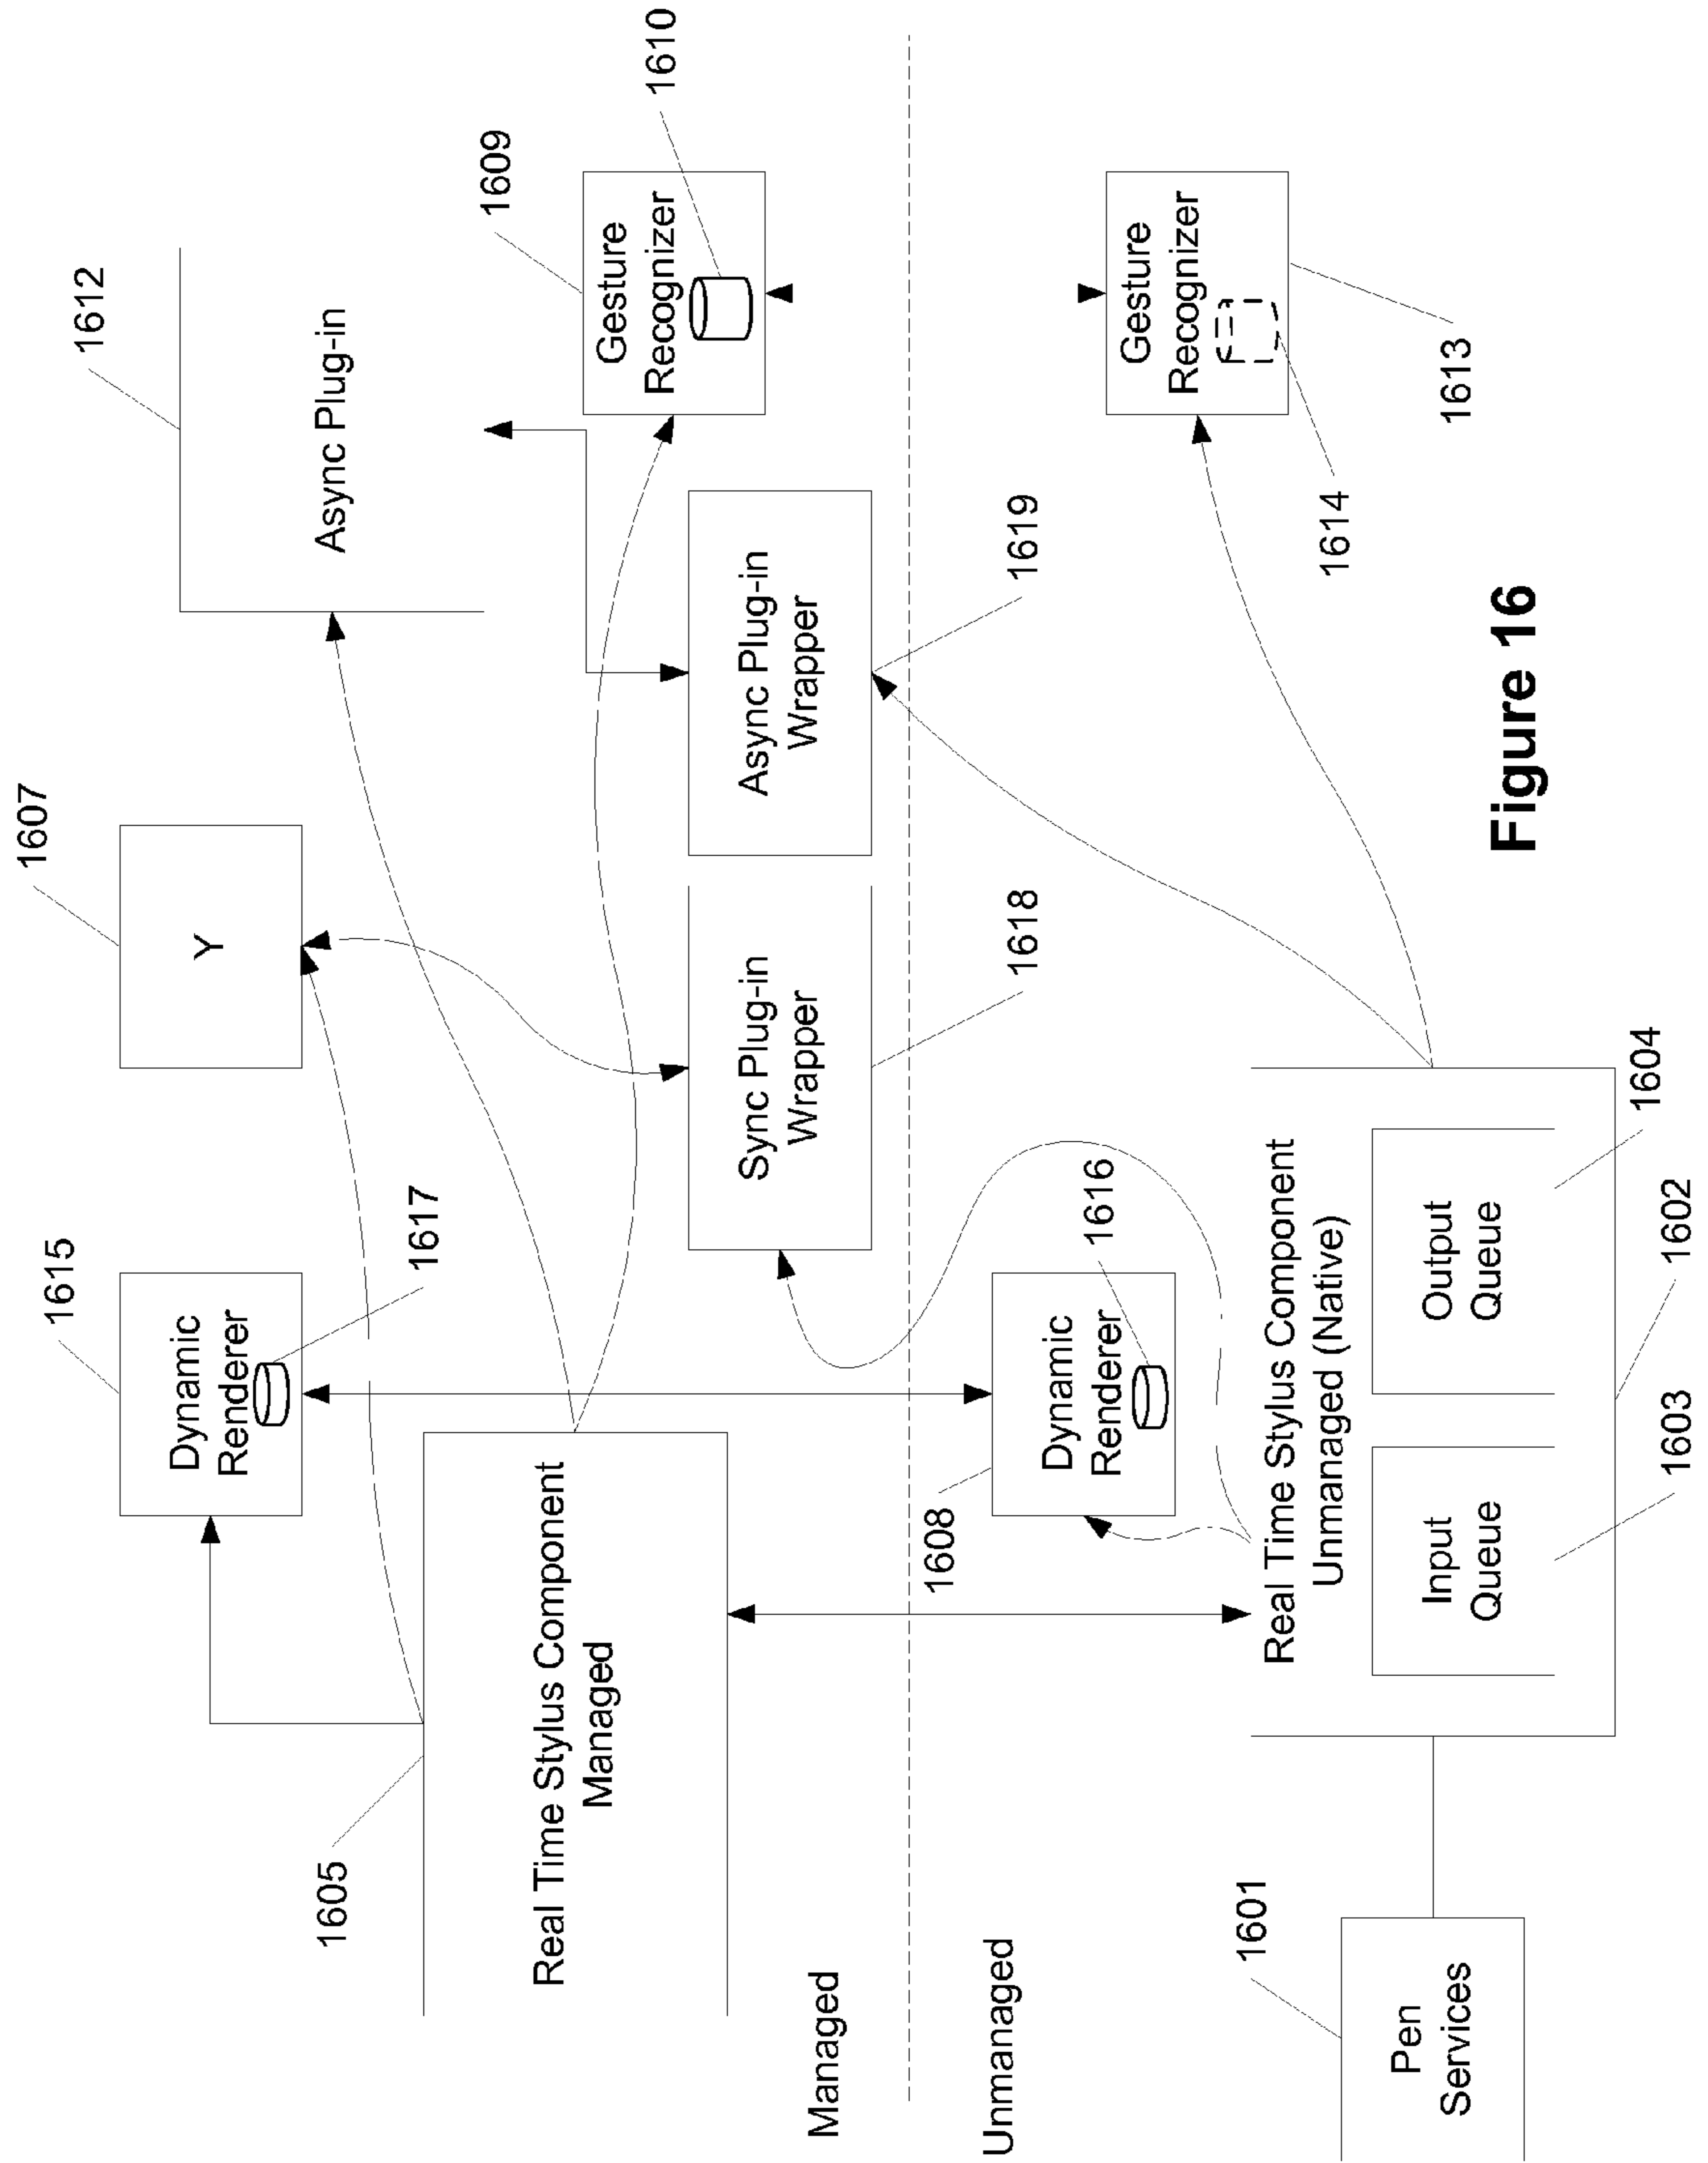 1615
Dynamic
Renderer
1617
1607
Y
1612
Async Plug-in
1605
Real Time Stylus Component
Managed
Sync Plug-in
Wrapper
1618
Async Plug-in
Wrapper
1619
1609
Gesture
Recognizer
1610
Managed
Unmanaged
1608
Dynamic
Renderer
1616
Gesture
Recognizer
1613
1614
1601
Pen
Services
Real Time Stylus Component
Unmanaged (Native)
Input
Queue
1603
Output
Queue
1604
1602
Figure 16